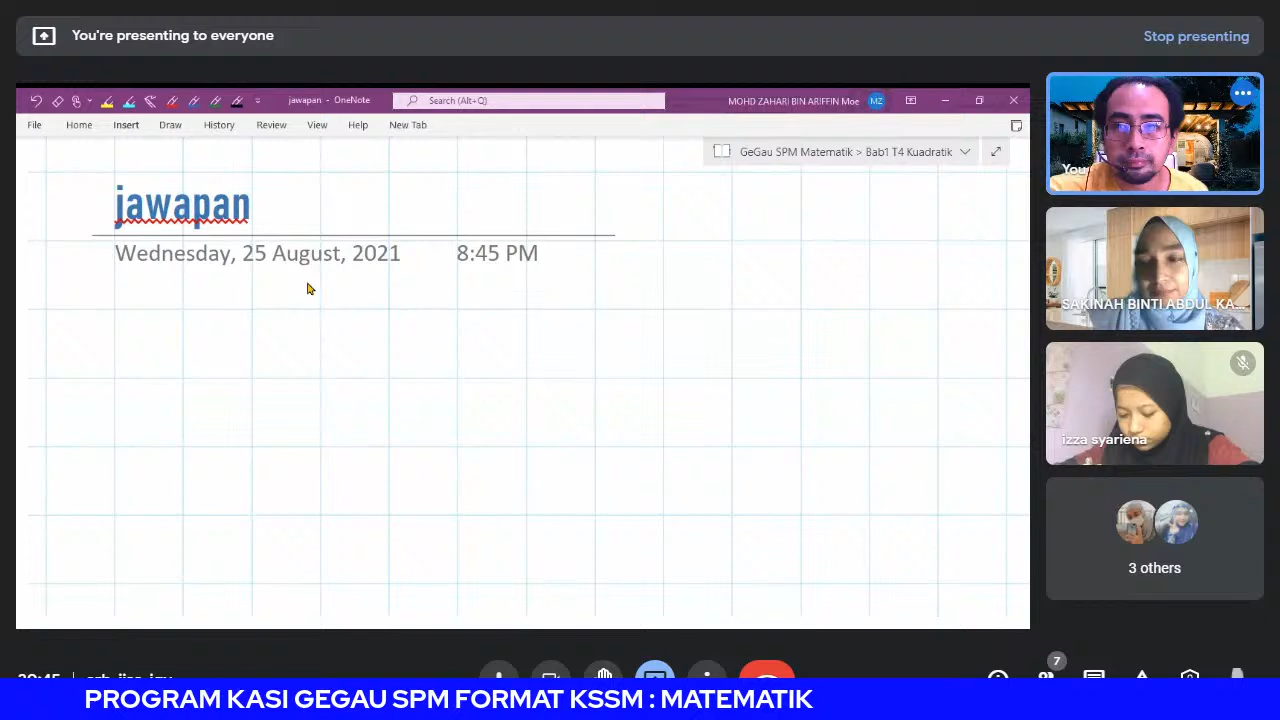 You're presenting to everyone
Stop presenting
jawapan - OneNote
Search (Alt+Q)
MOHD ZAHARI BIN ARIFFIN Moe
MZ
File Home Insert Draw History Review View Help New Tab
GeGau SPM Matematik > Bab1 T4 Kuadratik
jawapan
Wednesday, 25 August, 2021 8:45 PM
You
SAKINAH BINTI ABDUL KA...
izza syariena
3 others
7
PROGRAM KASI GEGAU SPM FORMAT KSSM : MATEMATIK